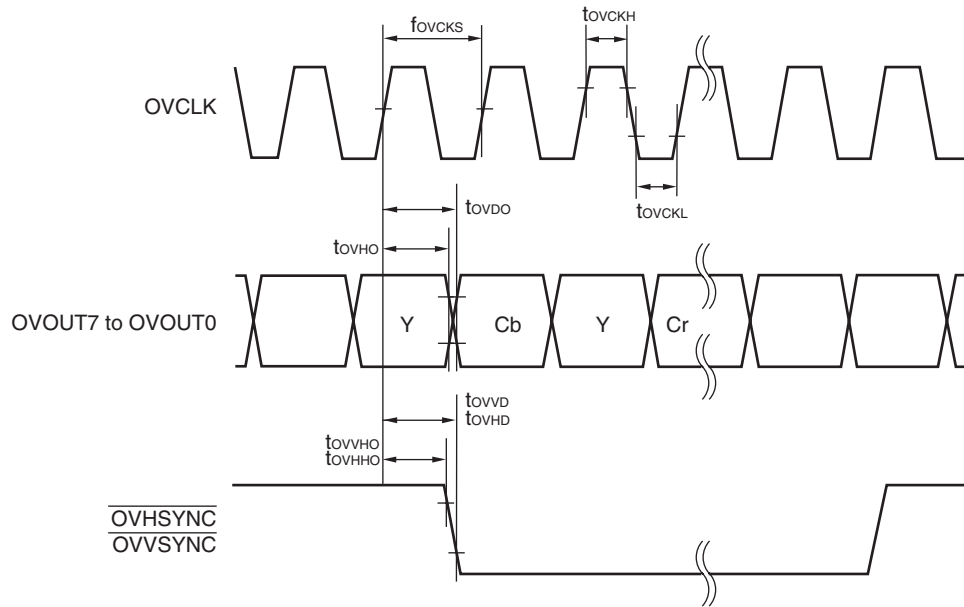 fOVCKS
tOVCKH
OVCLK
tOVCKL
tOVDO
tOVHO
OVOUT7 to OVOUT0
Y
Cb
Y
Cr
tOVVD
tOVHD
tOVVHO
tOVHHO
OVHSYNC
OVVSYNC